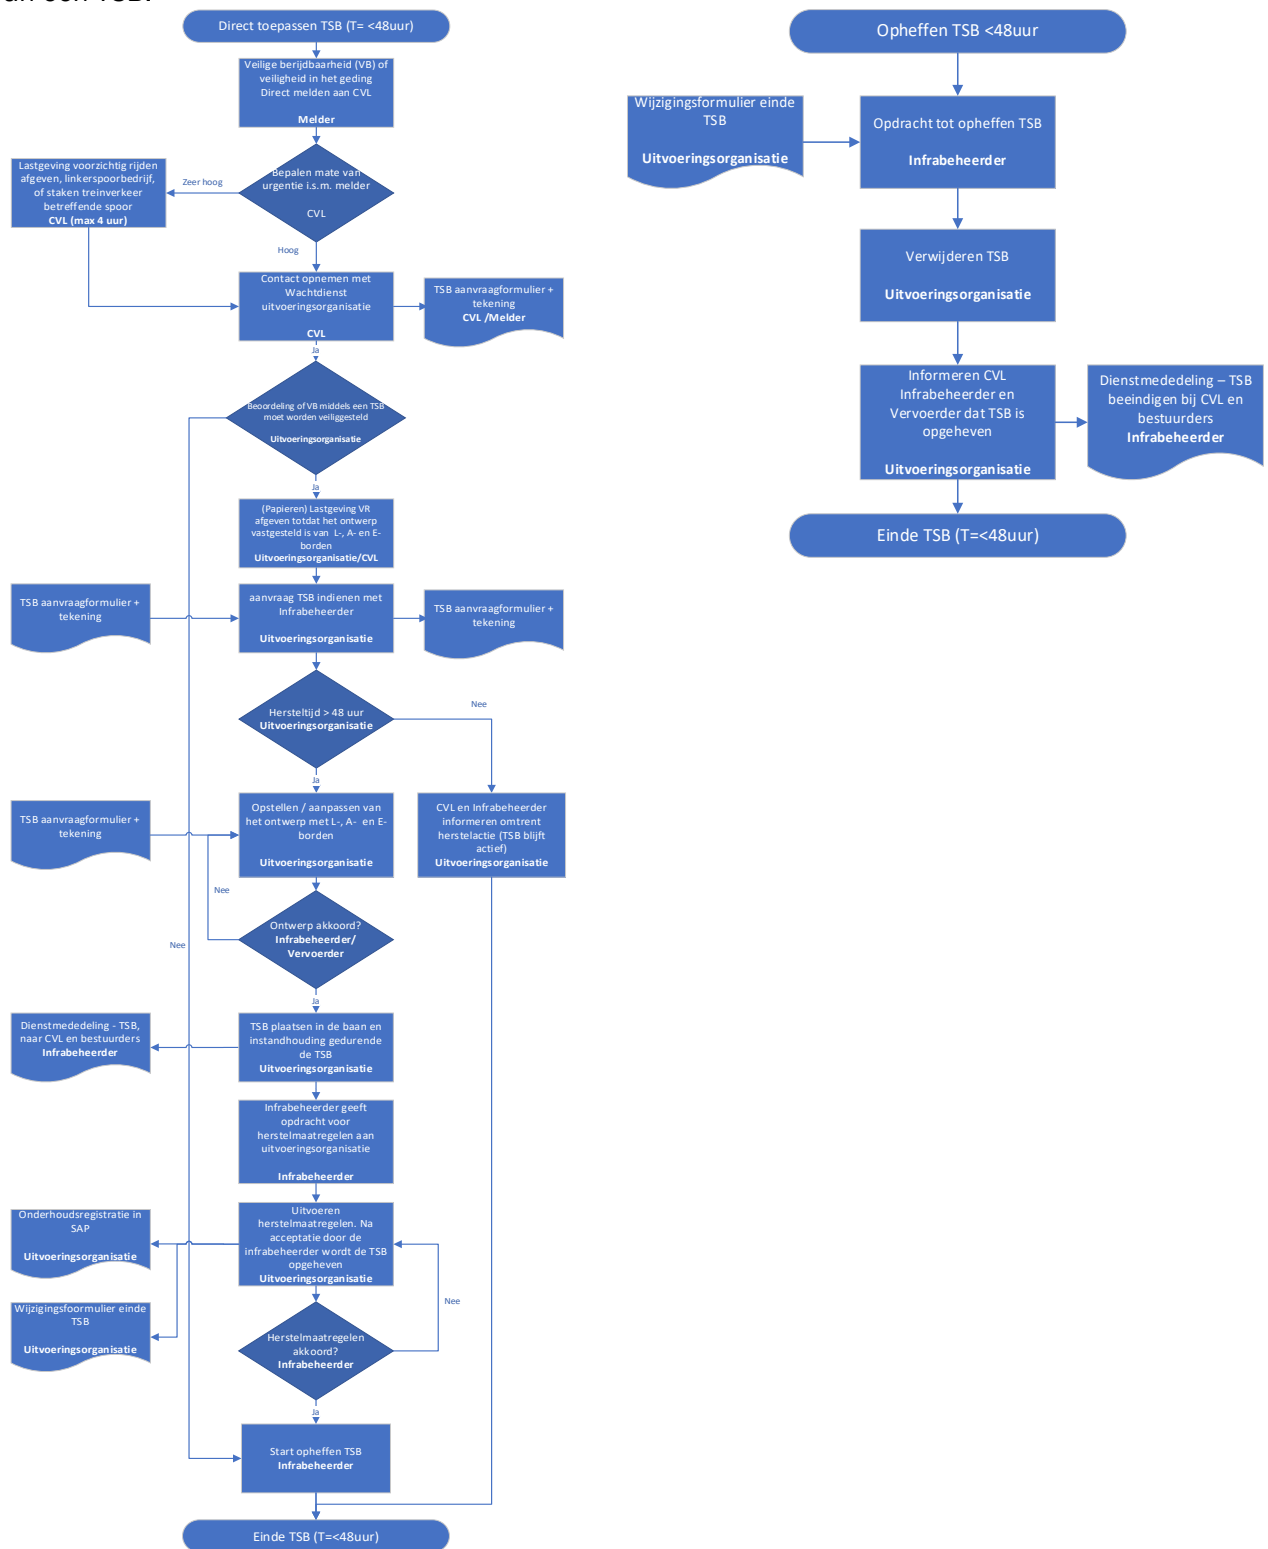 Direct toepassen TSB (T= <48uur)
Veilige berijdbaarheid (VB) of
veiligheid in het geding
Direct melden aan CVL
Melder
Bepalen mate van
urgentie i.s.m. melder
CVL
Zeer hoog
Lastgeving voorzichtig rijden
afgeven, linkerspoorbedrijf,
of staken treinverkeer
betreffende spoor
CVL (max 4 uur)
Hoog
Contact opnemen met
Wachtdienst
uitvoeringsorganisatie
CVL
TSB aanvraagformulier +
tekening
CVL /Melder
Ja
Beoordeling of VB middels een TSB
moet worden veiliggesteld
Uitvoeringsorganisatie
Ja
(Papieren) Lastgeving VR
afgeven totdat het ontwerp
vastgesteld is van L-, A- en E-
borden
Uitvoeringsorganisatie/CVL
TSB aanvraagformulier +
tekening
aanvraag TSB indienen met
Infrabeheerder
Uitvoeringsorganisatie
TSB aanvraagformulier +
tekening
Hersteltijd > 48 uur
Uitvoeringsorganisatie
Nee
Ja
TSB aanvraagformulier +
tekening
Opstellen / aanpassen van
het ontwerp met L-, A- en E-
borden
Uitvoeringsorganisatie
CVL en Infrabeheerder
informeren omtrent
herstelactie (TSB blijft
actief)
Uitvoeringsorganisatie
Nee
Ontwerp akkoord?
Infrabeheerder/
Vervoerder
Nee
Ja
Dienstmededeling - TSB,
naar CVL en bestuurders
Infrabeheerder
TSB plaatsen in de baan en
instandhouding gedurende
de TSB
Uitvoeringsorganisatie
Infrabeheerder geeft
opdracht voor
herstelmaatregelen aan
uitvoeringsorganisatie
Infrabeheerder
Onderhoudsregistratie in
SAP
Uitvoeringsorganisatie
Uitvoeren
herstelmaatregelen. Na
acceptatie door de
infrabeheerder wordt de TSB
opgeheven
Uitvoeringsorganisatie
Wijzigingsfoormulier einde
TSB
Uitvoeringsorganisatie
Nee
Herstelmaatregelen
akkoord?
Infrabeheerder
Ja
Start opheffen TSB
Infrabeheerder
Einde TSB (T=<48uur)
Opheffen TSB <48uur
Wijzigingsformulier einde
TSB
Uitvoeringsorganisatie
Opdracht tot opheffen TSB
Infrabeheerder
Verwijderen TSB
Uitvoeringsorganisatie
Informeren CVL
Infrabeheerder en
Vervoerder dat TSB is
opgeheven
Uitvoeringsorganisatie
Dienstmededeling – TSB
beeindigen bij CVL en
bestuurders
Infrabeheerder
Einde TSB (T=<48uur)